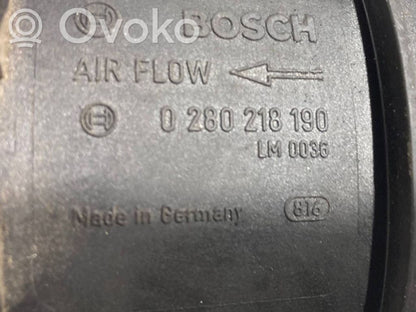 Ovoko
BOSCH
AIR FLOW
0 280 218 190
LM 0036
Made in Germany 816